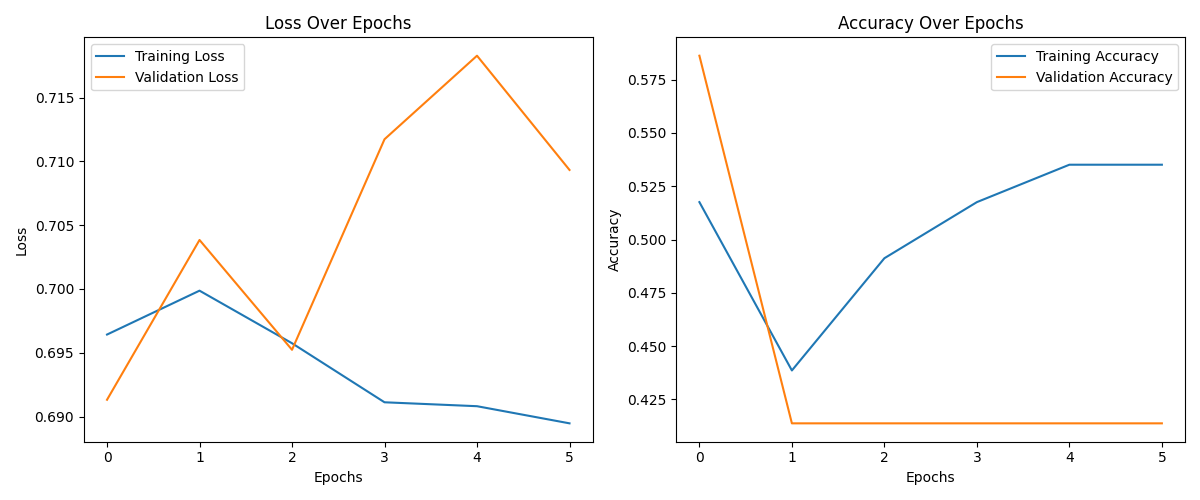 Loss Over Epochs
Training Loss
Validation Loss
0.715
0.710
0.705
0.700
0.695
0.690
Loss
0 1 2 3 4 5
Epochs
Accuracy Over Epochs
Training Accuracy
Validation Accuracy
0.575
0.550
0.525
0.500
0.475
0.450
0.425
Accuracy
0 1 2 3 4 5
Epochs